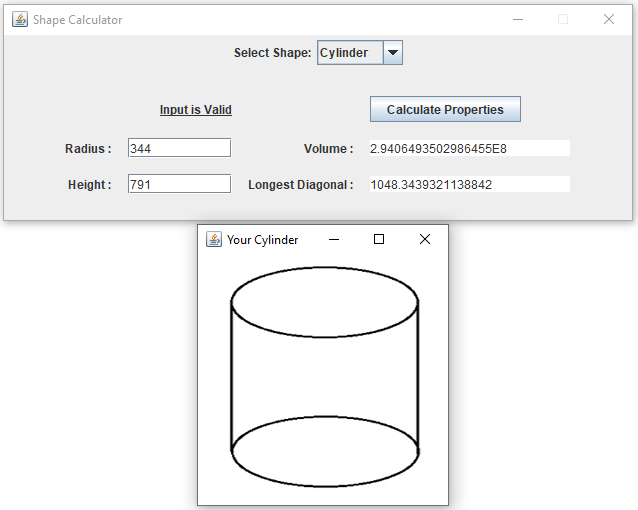 Shape Calculator
Select Shape: Cylinder
Input is Valid
Calculate Properties
Radius : 344
Volume : 2.9406493502986455E8
Height : 791
Longest Diagonal : 1048.3439321138842
Your Cylinder